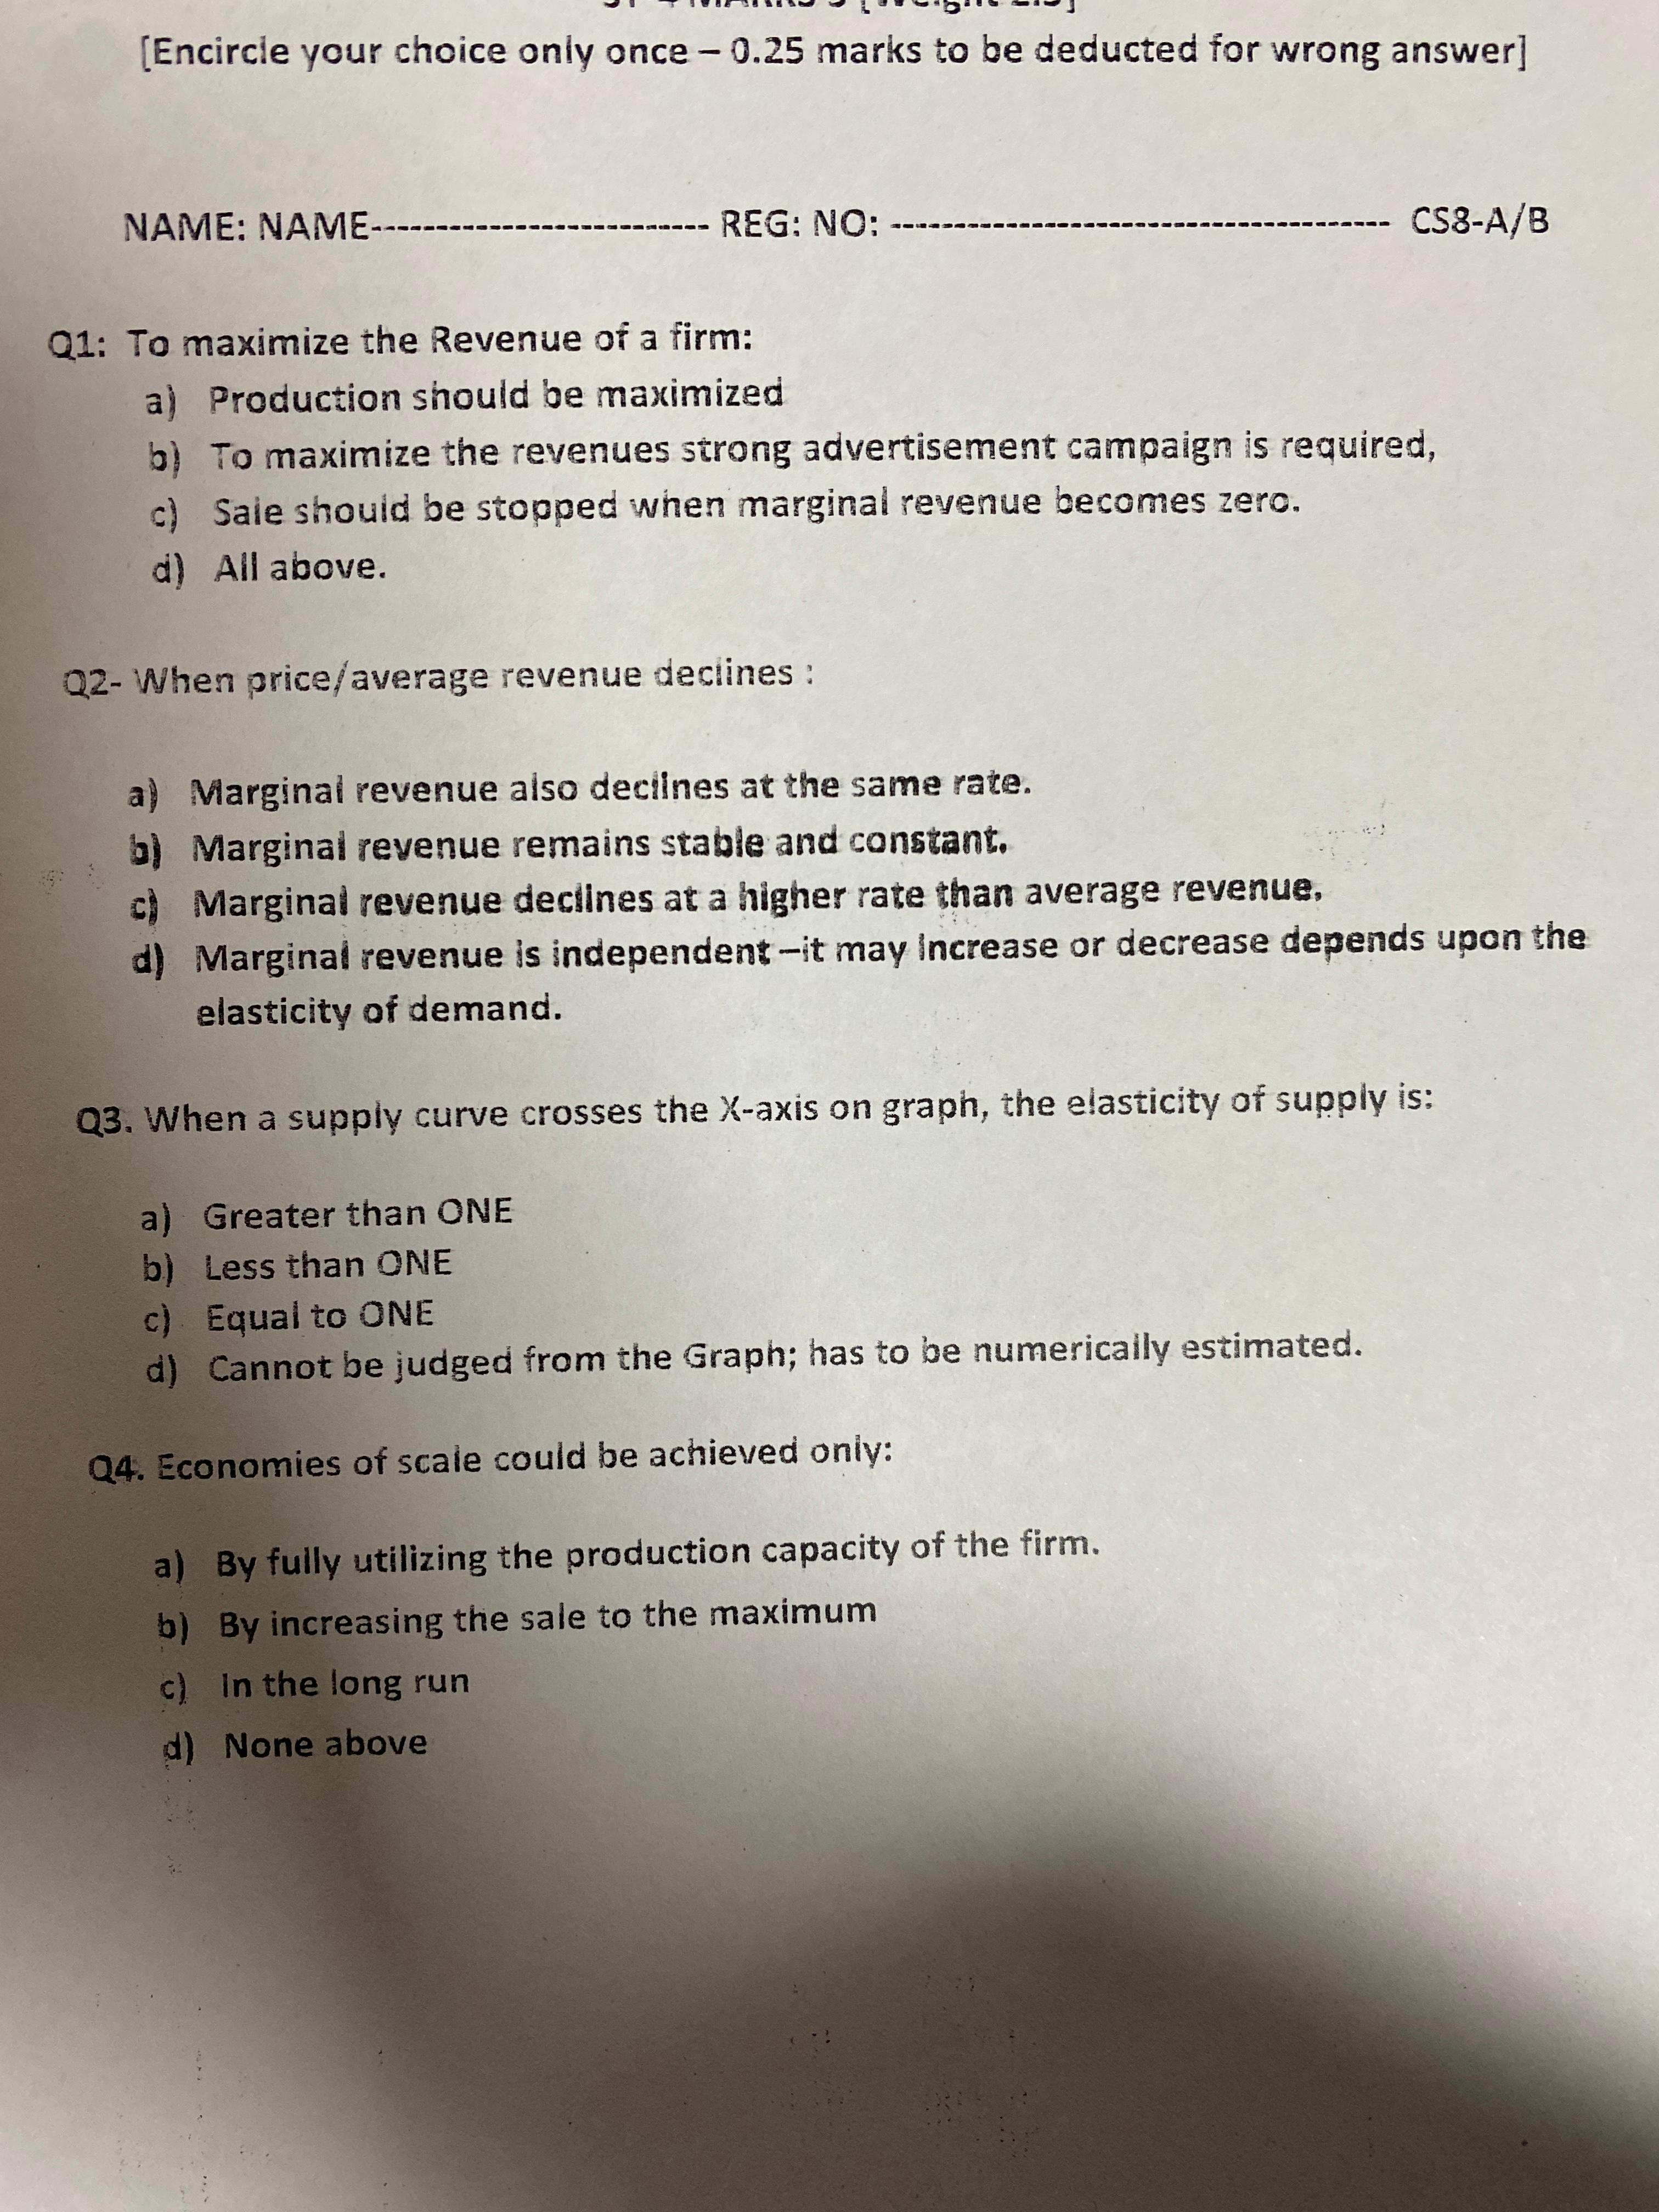 [Encircle your choice only once – 0.25 marks to be deducted for wrong answer]
NAME: NAME-------------------------- REG: NO: --------------------------------------- CS8-A/B
Q1: To maximize the Revenue of a firm:
a) Production should be maximized
b) To maximize the revenues strong advertisement campaign is required,
c) Sale should be stopped when marginal revenue becomes zero.
d) All above.
Q2- When price/average revenue declines :
a) Marginal revenue also declines at the same rate.
b) Marginal revenue remains stable and constant.
c) Marginal revenue declines at a higher rate than average revenue.
d) Marginal revenue is independent –it may increase or decrease depends upon the
elasticity of demand.
Q3. When a supply curve crosses the X-axis on graph, the elasticity of supply is:
a) Greater than ONE
b) Less than ONE
c) Equal to ONE
d) Cannot be judged from the Graph; has to be numerically estimated.
Q4. Economies of scale could be achieved only:
a) By fully utilizing the production capacity of the firm.
b) By increasing the sale to the maximum
c) In the long run
d) None above